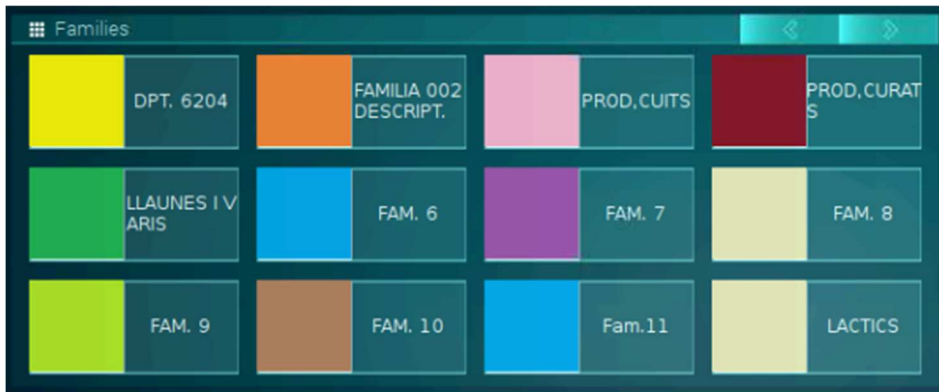 Families
DPT. 6204
FAMILIA 002
DESCRIPT.
PROD,CUITS
PROD,CURAT
S
LLAUNES I V
ARIS
FAM. 6
FAM. 7
FAM. 8
FAM. 9
FAM. 10
Fam.11
LACTICS